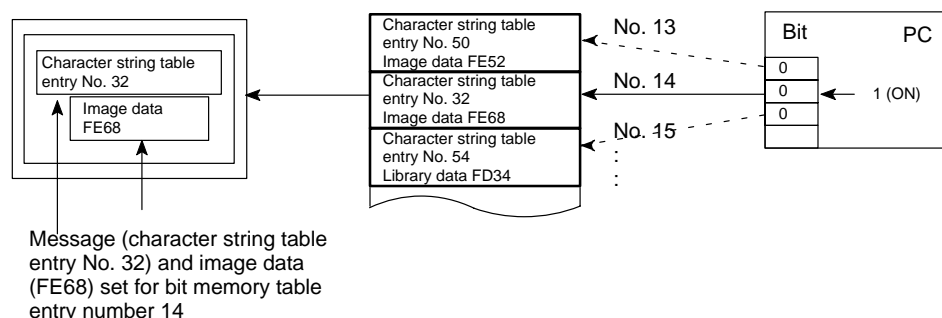 Character string table
entry No. 32
Image data
FE68
Message (character string table
entry No. 32) and image data
(FE68) set for bit memory table
entry number 14
Character string table
entry No. 50
Image data FE52
Character string table
entry No. 32
Image data FE68
Character string table
entry No. 54
Library data FD34
No. 13
No. 14
No. 15
Bit
PC
0
0
0
1 (ON)